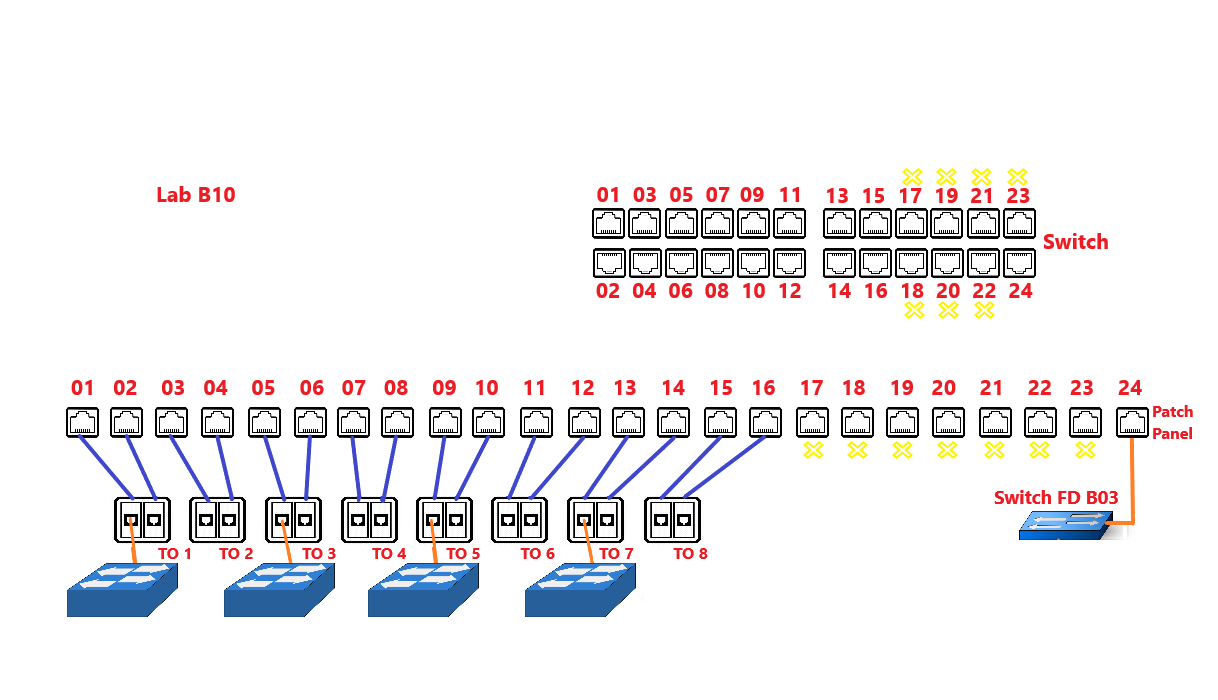 Lab B10
01 03 05 07 09 11 13 15 17 19 21 23
Switch
02 04 06 08 10 12 14 16 18 20 22 24
01 02 03 04 05 06 07 08 09 10 11 12 13 14 15 16 17 18 19 20 21 22 23 24
Patch
Panel
Switch FD B03
TO 1 TO 2 TO 3 TO 4 TO 5 TO 6 TO 7 TO 8